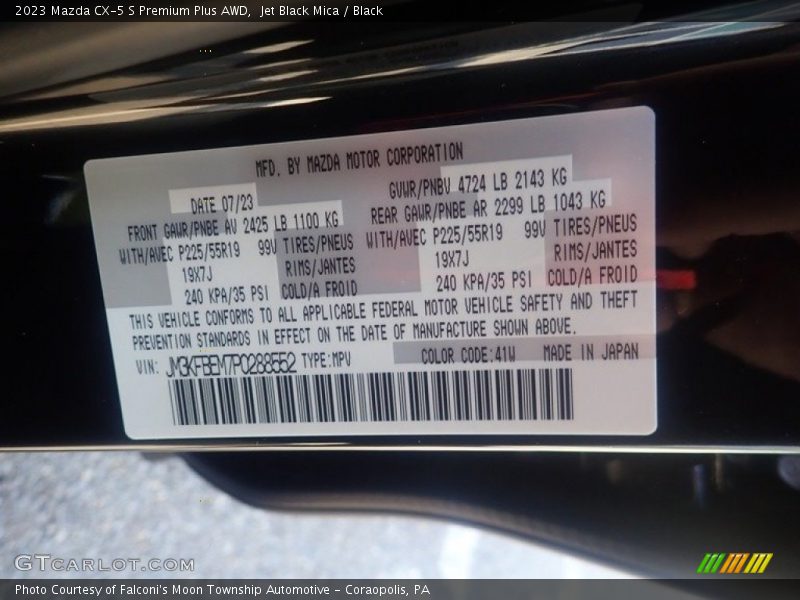 2023 Mazda CX-5 S Premium Plus AWD,  Jet Black Mica / Black
MFD. BY MAZDA MOTOR CORPORATION
DATE 07/23 GVWR/PNBV 4724 LB 2143 KG
FRONT GAWR/PNBE AV 2425 LB 1100 KG REAR GAWR/PNBE AR 2299 LB 1043 KG
WITH/AVEC P225/55R19 99V TIRES/PNEUS WITH/AVEC P225/55R19 99V TIRES/PNEUS
19X7J RIMS/JANTES 19X7J RIMS/JANTES
240 KPA/35 PSI COLD/A FROID 240 KPA/35 PSI COLD/A FROID
THIS VEHICLE CONFORMS TO ALL APPLICABLE FEDERAL MOTOR VEHICLE SAFETY AND THEFT
PREVENTION STANDARDS IN EFFECT ON THE DATE OF MANUFACTURE SHOWN ABOVE.
VIN: JM3KFBEM7P0288552 TYPE:MPV COLOR CODE:41W MADE IN JAPAN
GTCARLOT.COM
Photo Courtesy of Falconi's Moon Township Automotive - Coraopolis, PA